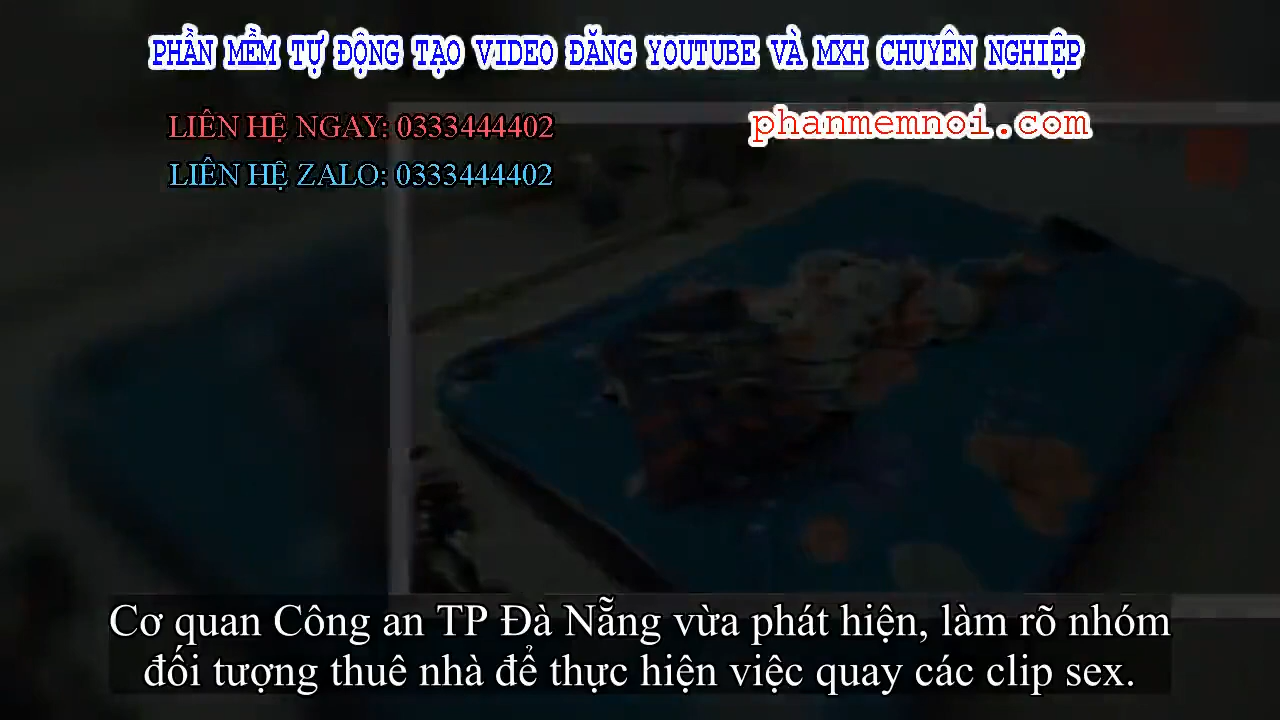 PHẦN MỀM TỰ ĐỘNG TẠO VIDEO ĐĂNG YOUTUBE VÀ MXH CHUYÊN NGHIỆP
LIÊN HỆ NGAY: 0333444402
phanmemnoi.com
LIÊN HỆ ZALO: 0333444402
Cơ quan Công an TP Đà Nẵng vừa phát hiện, làm rõ nhóm
đối tượng thuê nhà để thực hiện việc quay các clip sex.